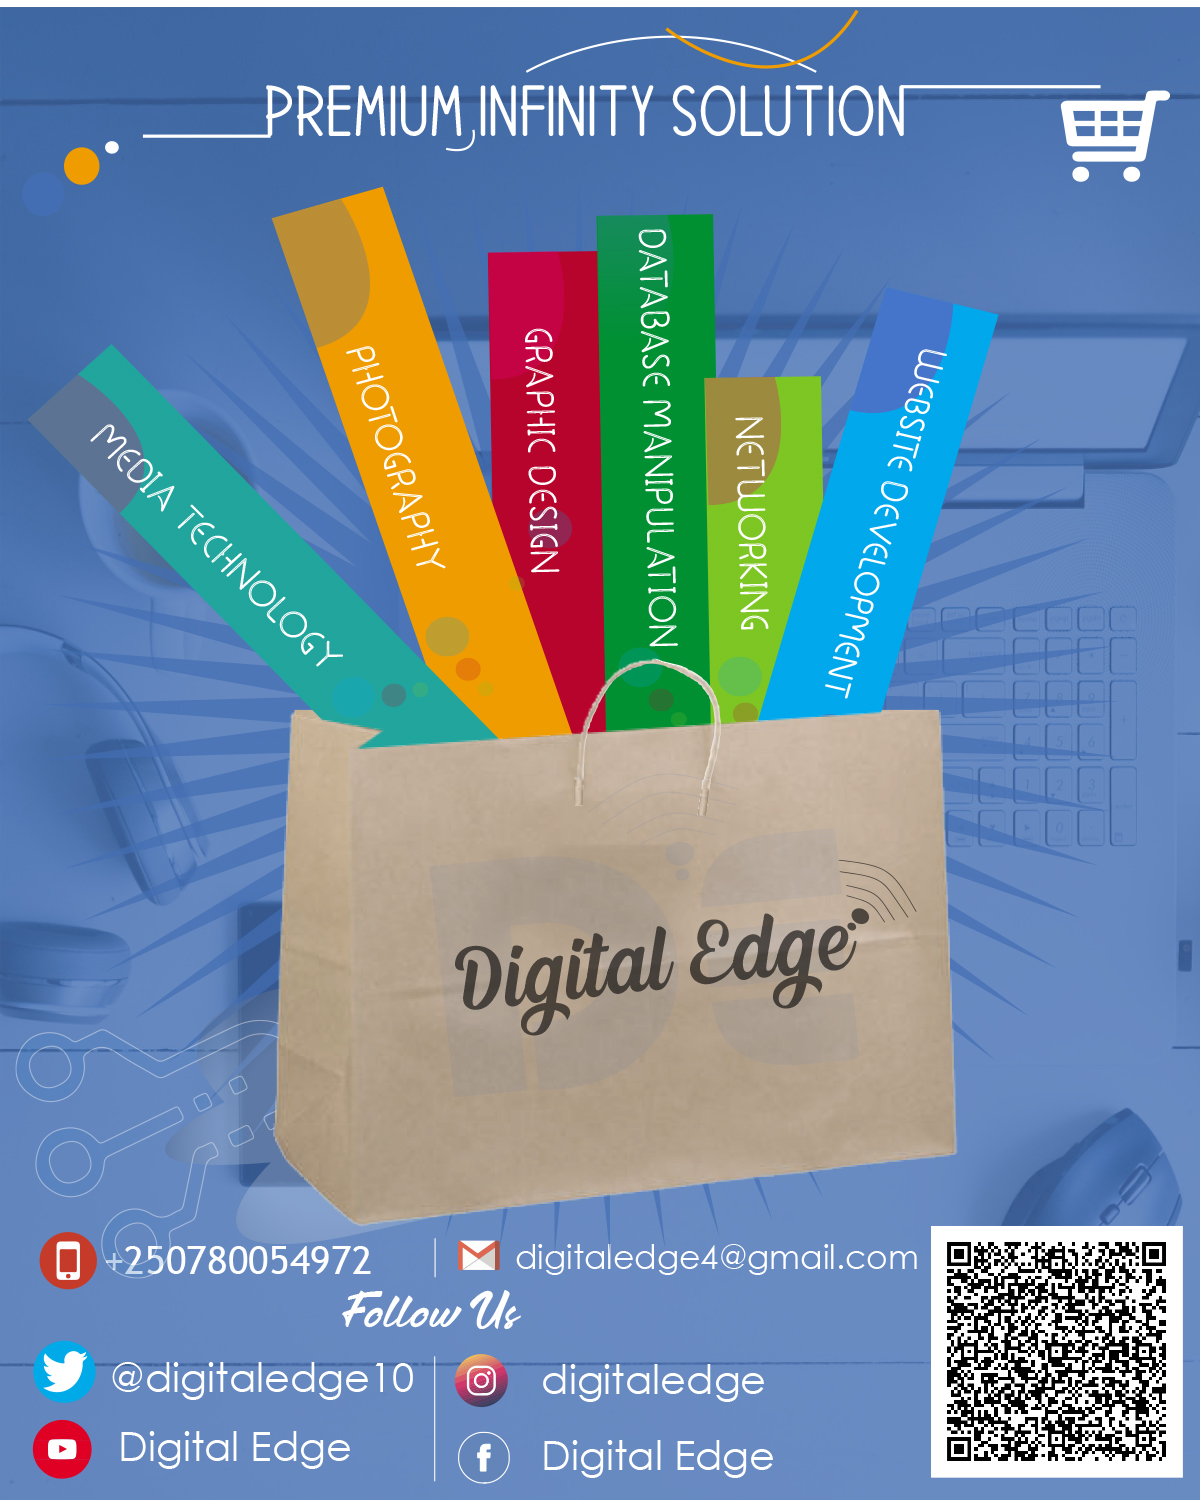 PREMIUM INFINITY SOLUTION
MEDIA TECHNOLOGY
PHOTOGRAPHY
GRAPHIC DESIGN
DATABASE MANIPULATION
NETWORKING
WEBSITE DEVELOPMENT
DE
Digital Edge
+250780054972
digitaledge4@gmail.com
Follow Us
@digitaledge10
digitaledge
Digital Edge
Digital Edge